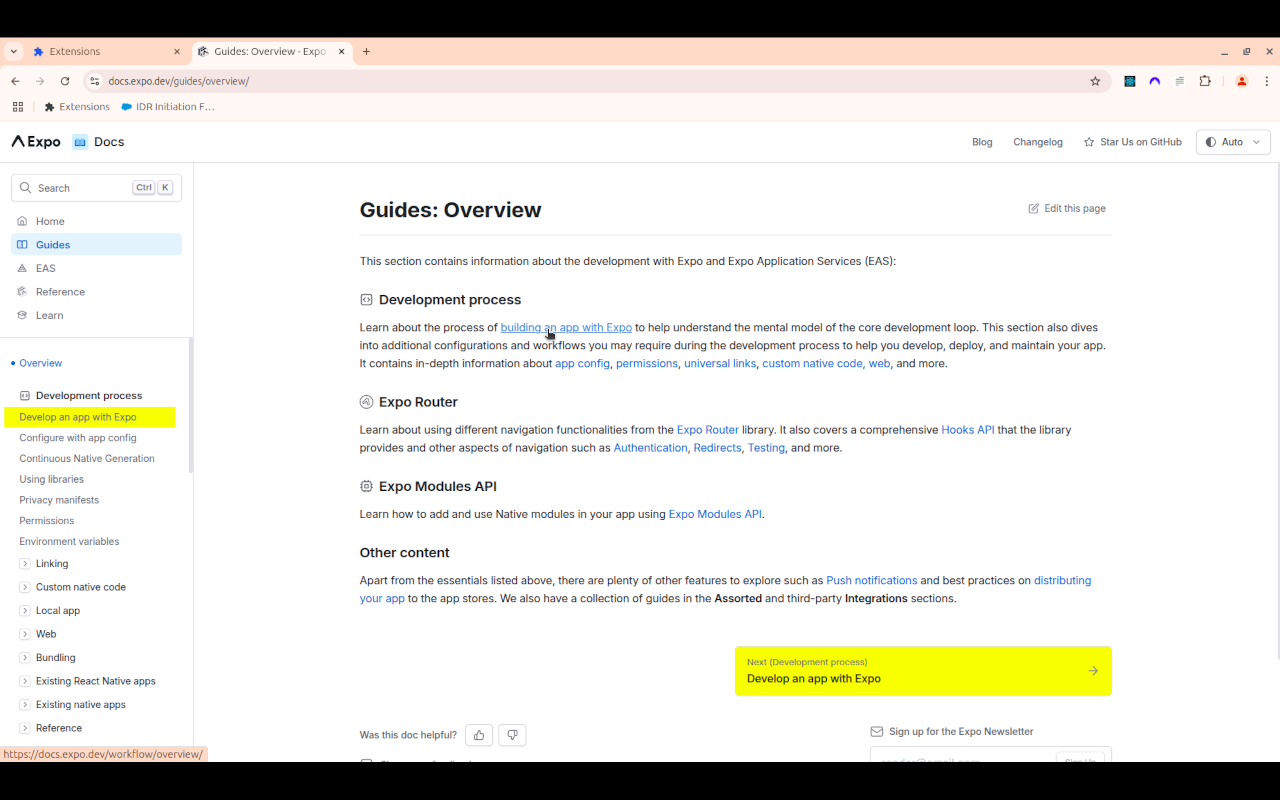 Extensions
Guides: Overview - Expo
docs.expo.dev/guides/overview/
Extensions
IDR Initiation F...
Expo
Docs
Blog
Changelog
Star Us on GitHub
Auto
Search
Ctrl
K
Home
Guides
EAS
Reference
Learn
Overview
Development process
Develop an app with Expo
Configure with app config
Continuous Native Generation
Using libraries
Privacy manifests
Permissions
Environment variables
Linking
Custom native code
Local app
Web
Bundling
Existing React Native apps
Existing native apps
Reference
https://docs.expo.dev/workflow/overview/
Guides: Overview
Edit this page
This section contains information about the development with Expo and Expo Application Services (EAS):
Development process
Learn about the process of building an app with Expo to help understand the mental model of the core development loop. This section also dives
into additional configurations and workflows you may require during the development process to help you develop, deploy, and maintain your app.
It contains in-depth information about app config, permissions, universal links, custom native code, web, and more.
Expo Router
Learn about using different navigation functionalities from the Expo Router library. It also covers a comprehensive Hooks API that the library
provides and other aspects of navigation such as Authentication, Redirects, Testing, and more.
Expo Modules API
Learn how to add and use Native modules in your app using Expo Modules API.
Other content
Apart from the essentials listed above, there are plenty of other features to explore such as Push notifications and best practices on distributing
your app to the app stores. We also have a collection of guides in the Assorted and third-party Integrations sections.
Next (Development process)
Develop an app with Expo
Was this doc helpful?
Sign up for the Expo Newsletter